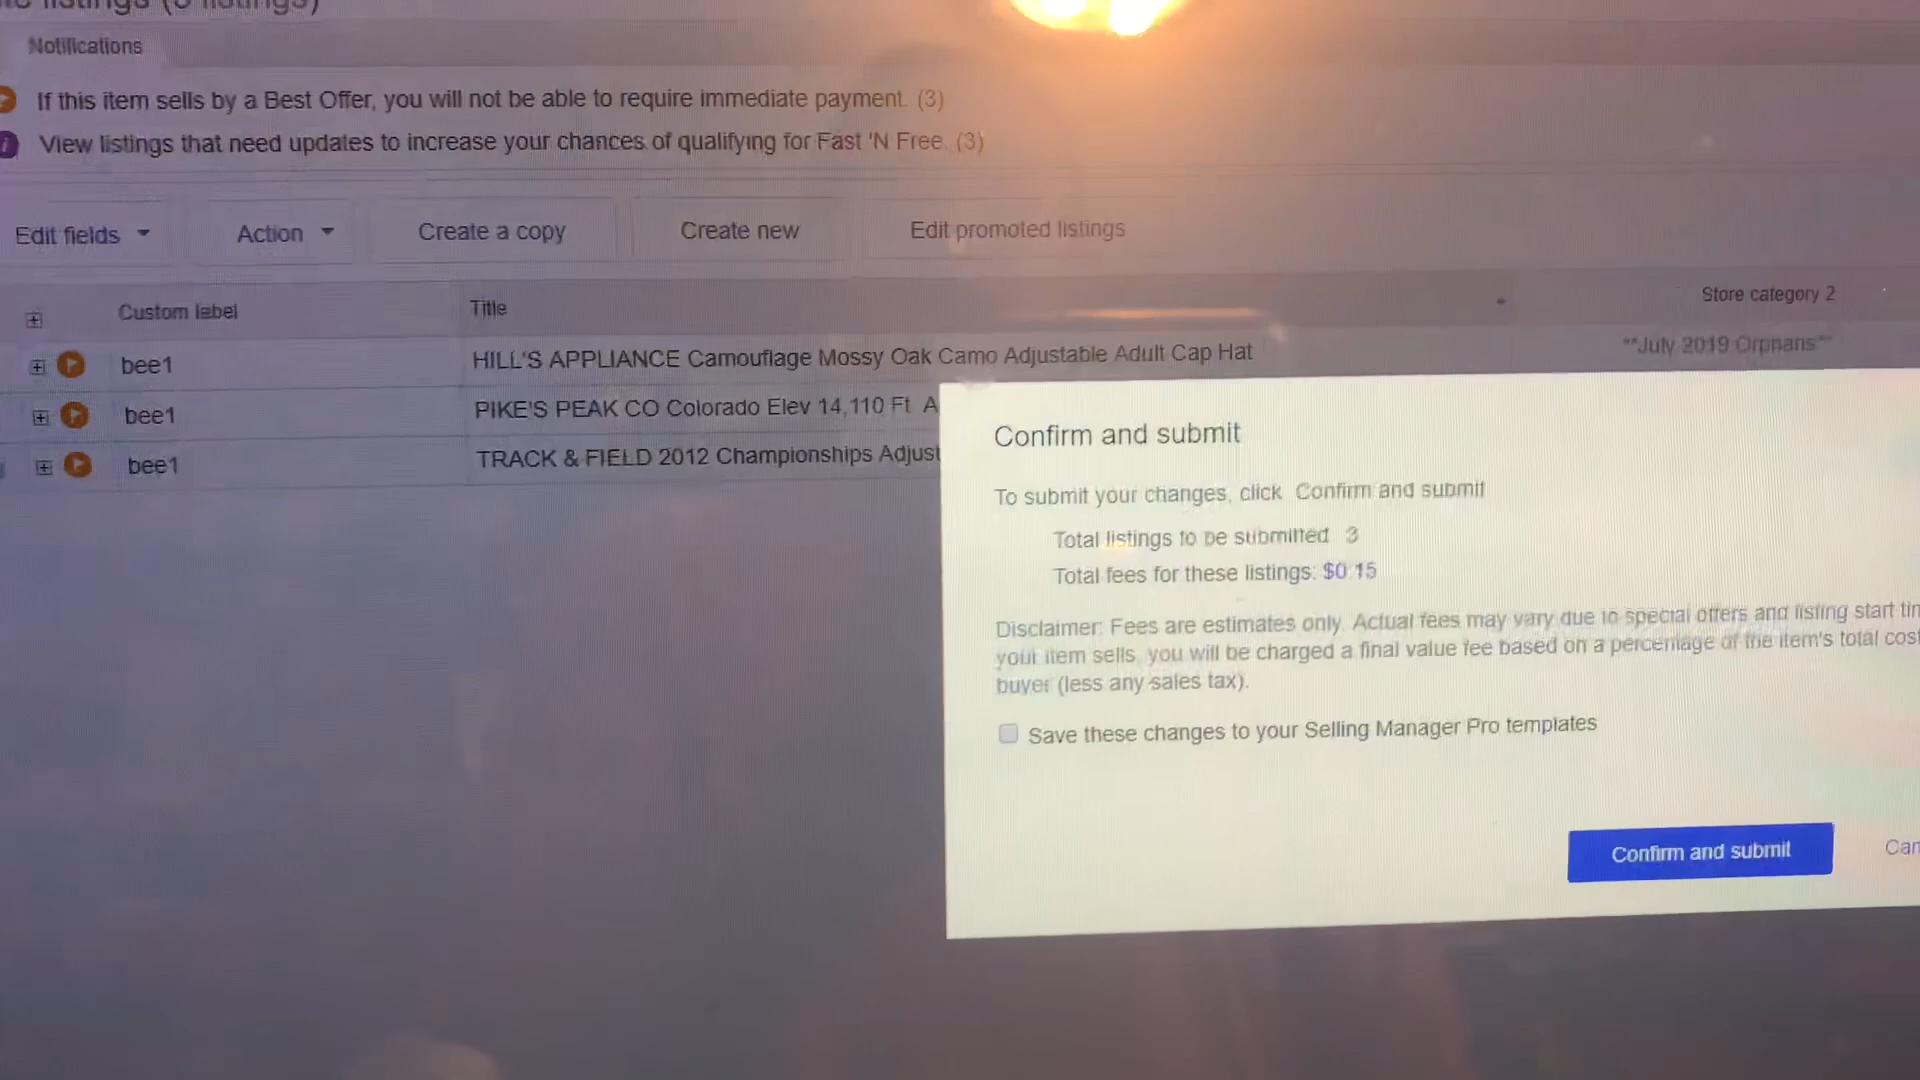 listings (3 listings)
Notifications
If this item sells by a Best Offer, you will not be able to require immediate payment. (3)
View listings that need updates to increase your chances of qualifying for Fast 'N Free. (3)
Edit fields Action Create a copy Create new Edit promoted listings
Custom label Title Store category 2
bee1 HILL'S APPLIANCE Camouflage Mossy Oak Camo Adjustable Adult Cap Hat **July 2019 Orphans**
bee1 PIKE'S PEAK CO Colorado Elev 14,110 Ft A
bee1 TRACK & FIELD 2012 Championships Adjust
Confirm and submit
To submit your changes, click Confirm and submit
Total listings to be submitted 3
Total fees for these listings: $0.15
Disclaimer: Fees are estimates only. Actual fees may vary due to special offers and listing start tim
your item sells, you will be charged a final value fee based on a percentage of the item's total cost
buyer (less any sales tax).
Save these changes to your Selling Manager Pro templates
Confirm and submit Can